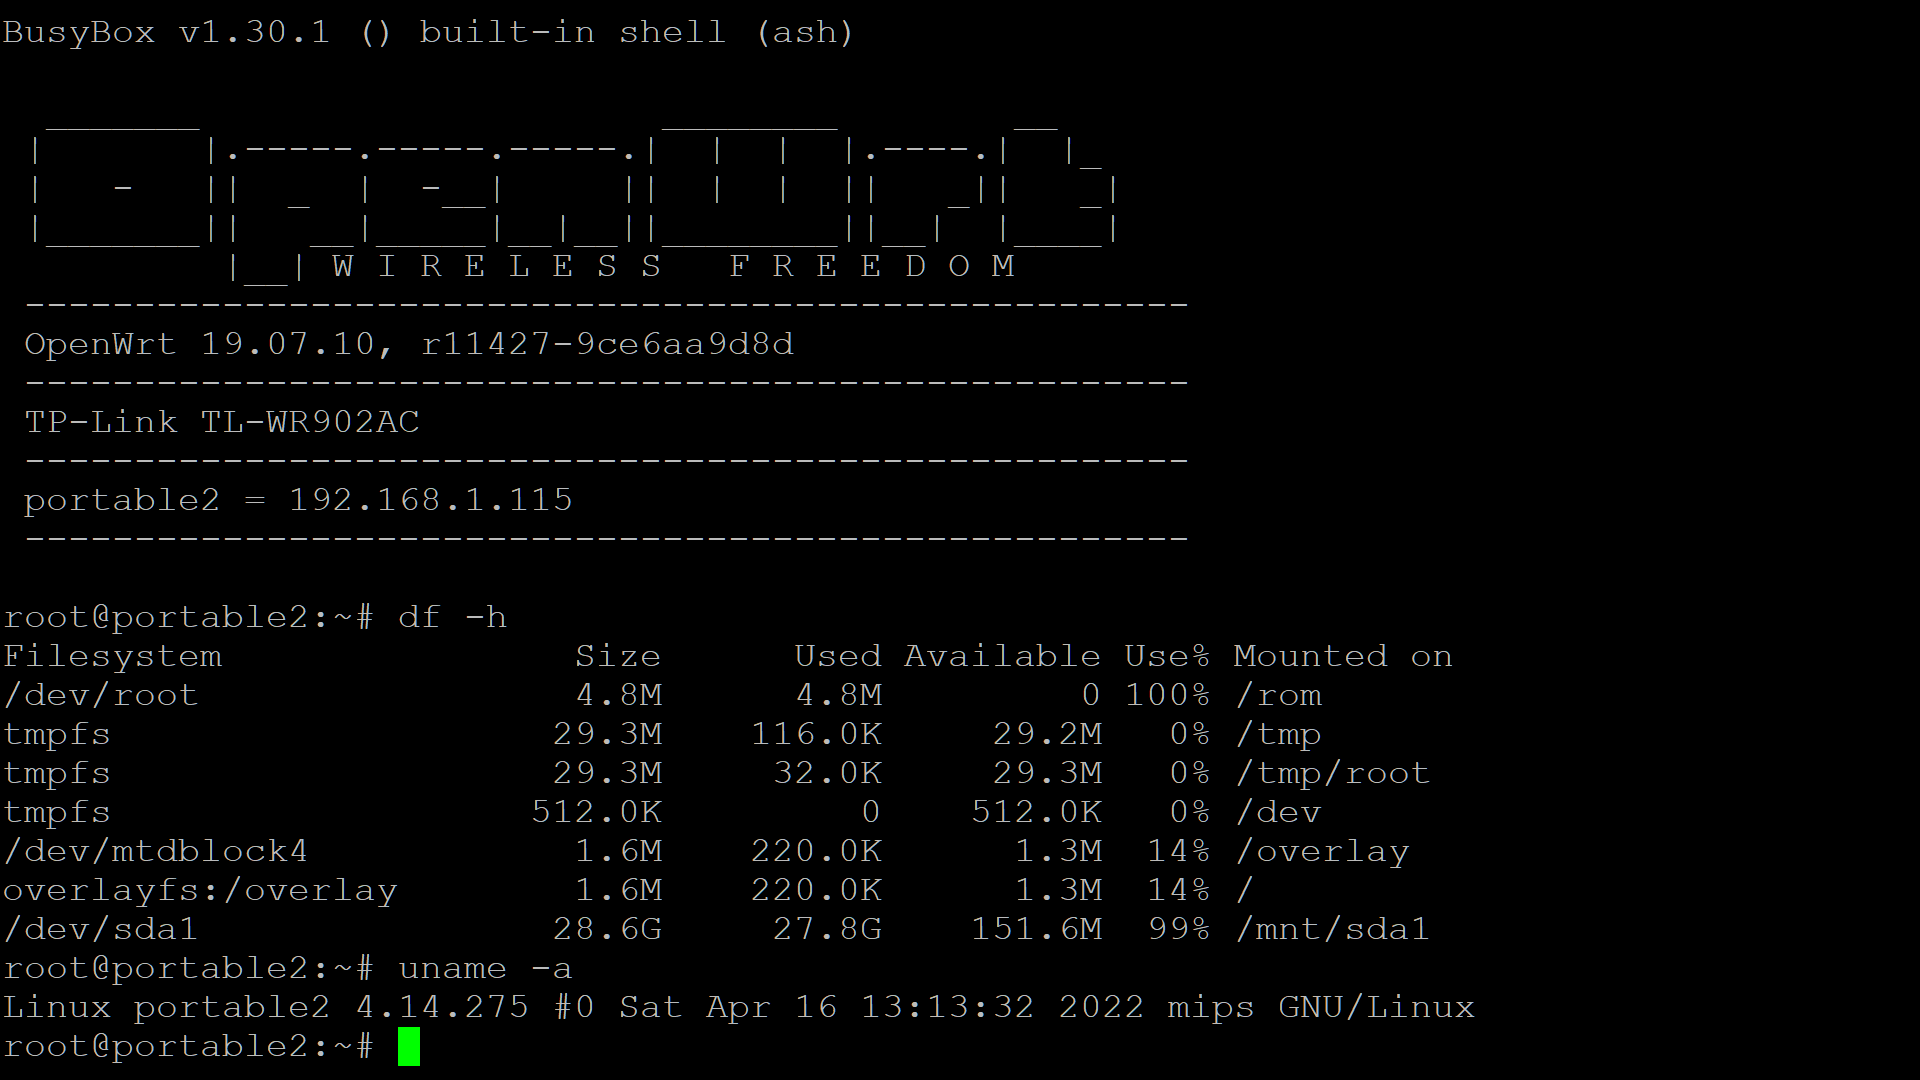 BusyBox v1.30.1 () built-in shell (ash)
  _______                     ________        __
 |       |.-----.-----.-----.|  |  |  |.----.|  |_
 |   -   ||  _  |  -__|     ||  |  |  ||   _||   _|
 |_______||   __|_____|__|__||________||__|  |____|
          |__| W I R E L E S S   F R E E D O M
 -----------------------------------------------------
 OpenWrt 19.07.10, r11427-9ce6aa9d8d
 -----------------------------------------------------
 TP-Link TL-WR902AC
 -----------------------------------------------------
 portable2 = 192.168.1.115
 -----------------------------------------------------
root@portable2:~# df -h
Filesystem                Size      Used Available Use% Mounted on
/dev/root                 4.8M      4.8M         0 100% /rom
tmpfs                    29.3M    116.0K     29.2M   0% /tmp
tmpfs                    29.3M     32.0K     29.3M   0% /tmp/root
tmpfs                   512.0K         0    512.0K   0% /dev
/dev/mtdblock4            1.6M    220.0K      1.3M  14% /overlay
overlayfs:/overlay        1.6M    220.0K      1.3M  14% /
/dev/sda1                28.6G     27.8G    151.6M  99% /mnt/sda1
root@portable2:~# uname -a
Linux portable2 4.14.275 #0 Sat Apr 16 13:13:32 2022 mips GNU/Linux
root@portable2:~#